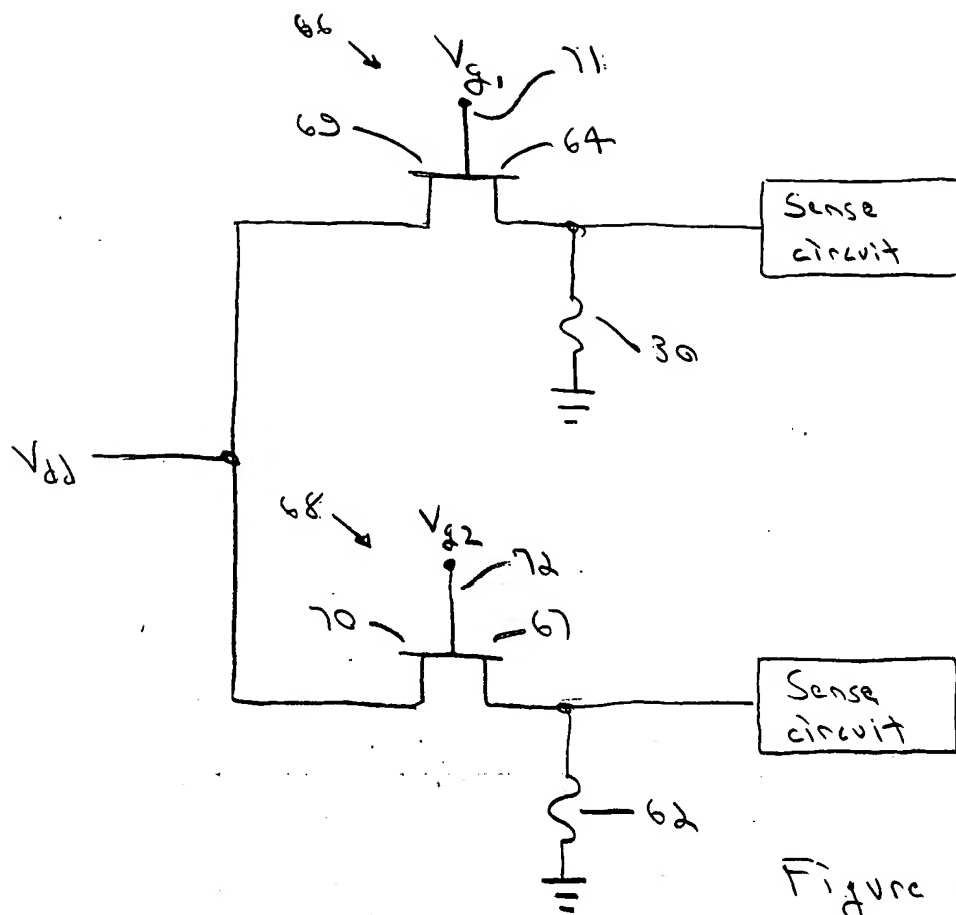 66
Vg1
71
69
64
Sense
circuit
30
Vdd
68
Vg2
72
70
67
Sense
circuit
62
Figure